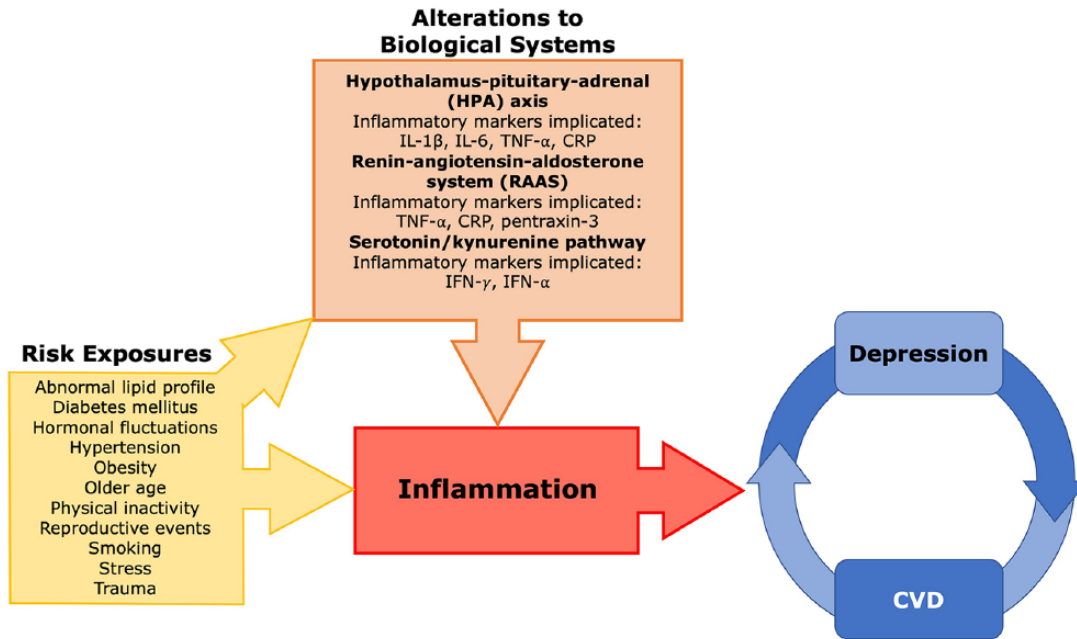 Alterations to
Biological Systems
Hypothalamus-pituitary-adrenal
(HPA) axis
Inflammatory markers implicated:
IL-1β, IL-6, TNF-α, CRP
Renin-angiotensin-aldosterone
system (RAAS)
Inflammatory markers implicated:
TNF-α, CRP, pentraxin-3
Serotonin/kynurenine pathway
Inflammatory markers implicated:
IFN-γ, IFN-α
Risk Exposures
Abnormal lipid profile
Diabetes mellitus
Hormonal fluctuations
Hypertension
Obesity
Older age
Physical inactivity
Reproductive events
Smoking
Stress
Trauma
Inflammation
Depression
CVD